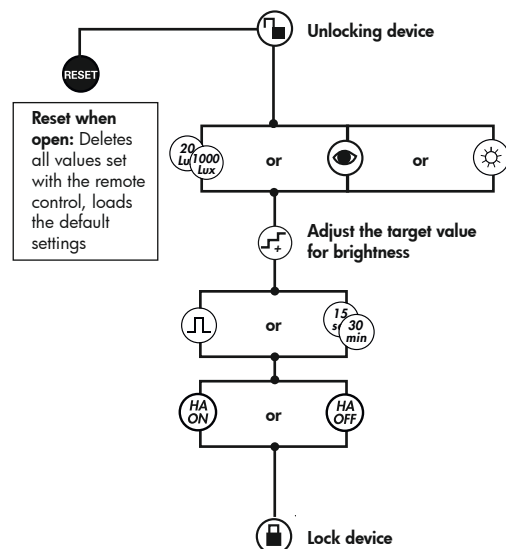 Unlocking device
RESET
Reset when
open: Deletes
all values set
with the remote
control, loads
the default
settings
20
Lu
1000
Lux
or
or
Adjust the target value
for brightness
+
or
15
se
30
min
HA
ON
or
HA
OFF
Lock device